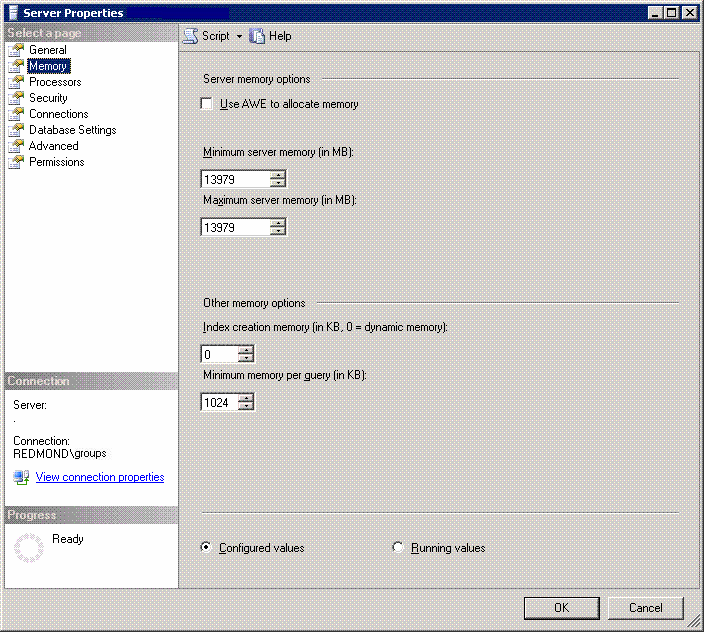 Server Properties
Select a page
General
Memory
Processors
Security
Connections
Database Settings
Advanced
Permissions
Script
Help
Server memory options
Use AWE to allocate memory
Minimum server memory (in MB):
13979
Maximum server memory (in MB):
13979
Other memory options
Index creation memory (in KB, 0 = dynamic memory):
0
Minimum memory per query (in KB):
1024
Connection
Server:
.
Connection:
REDMOND\groups
View connection properties
Progress
Ready
Configured values
Running values
OK
Cancel